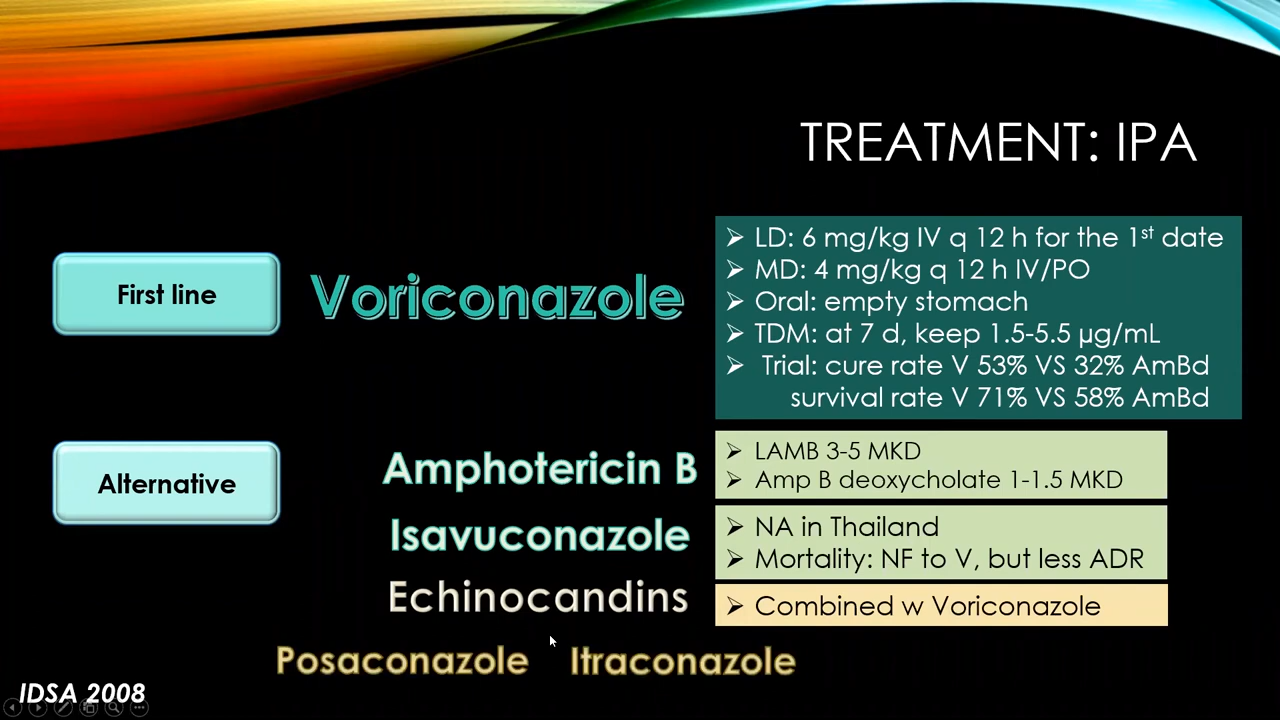 TREATMENT: IPA
First line
Voriconazole
➢ LD: 6 mg/kg IV q 12 h for the 1st date
➢ MD: 4 mg/kg q 12 h IV/PO
➢ Oral: empty stomach
➢ TDM: at 7 d, keep 1.5-5.5 µg/mL
➢ Trial: cure rate V 53% VS 32% AmBd
survival rate V 71% VS 58% AmBd
Alternative
Amphotericin B
➢ LAMB 3-5 MKD
➢ Amp B deoxycholate 1-1.5 MKD
Isavuconazole
➢ NA in Thailand
➢ Mortality: NF to V, but less ADR
Echinocandins
➢ Combined w Voriconazole
Posaconazole Itraconazole
IDSA 2008